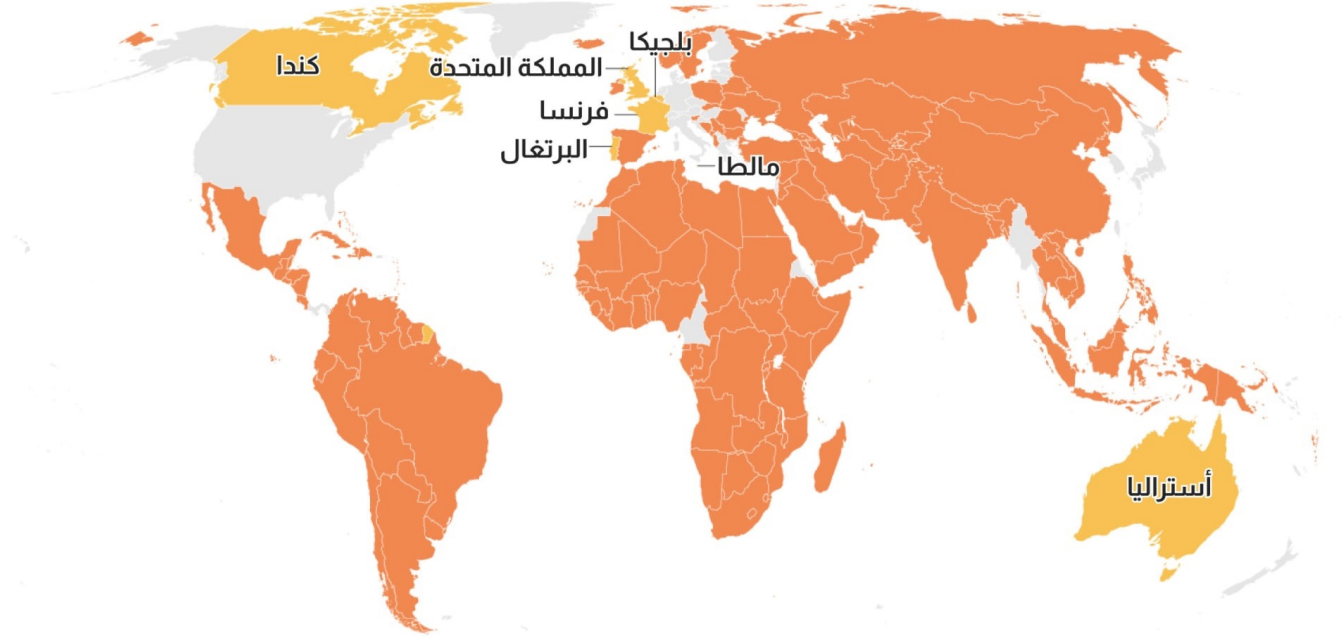 كندا
بلجيكا
المملكة المتحدة
فرنسا
البرتغال
مالطا
أستراليا